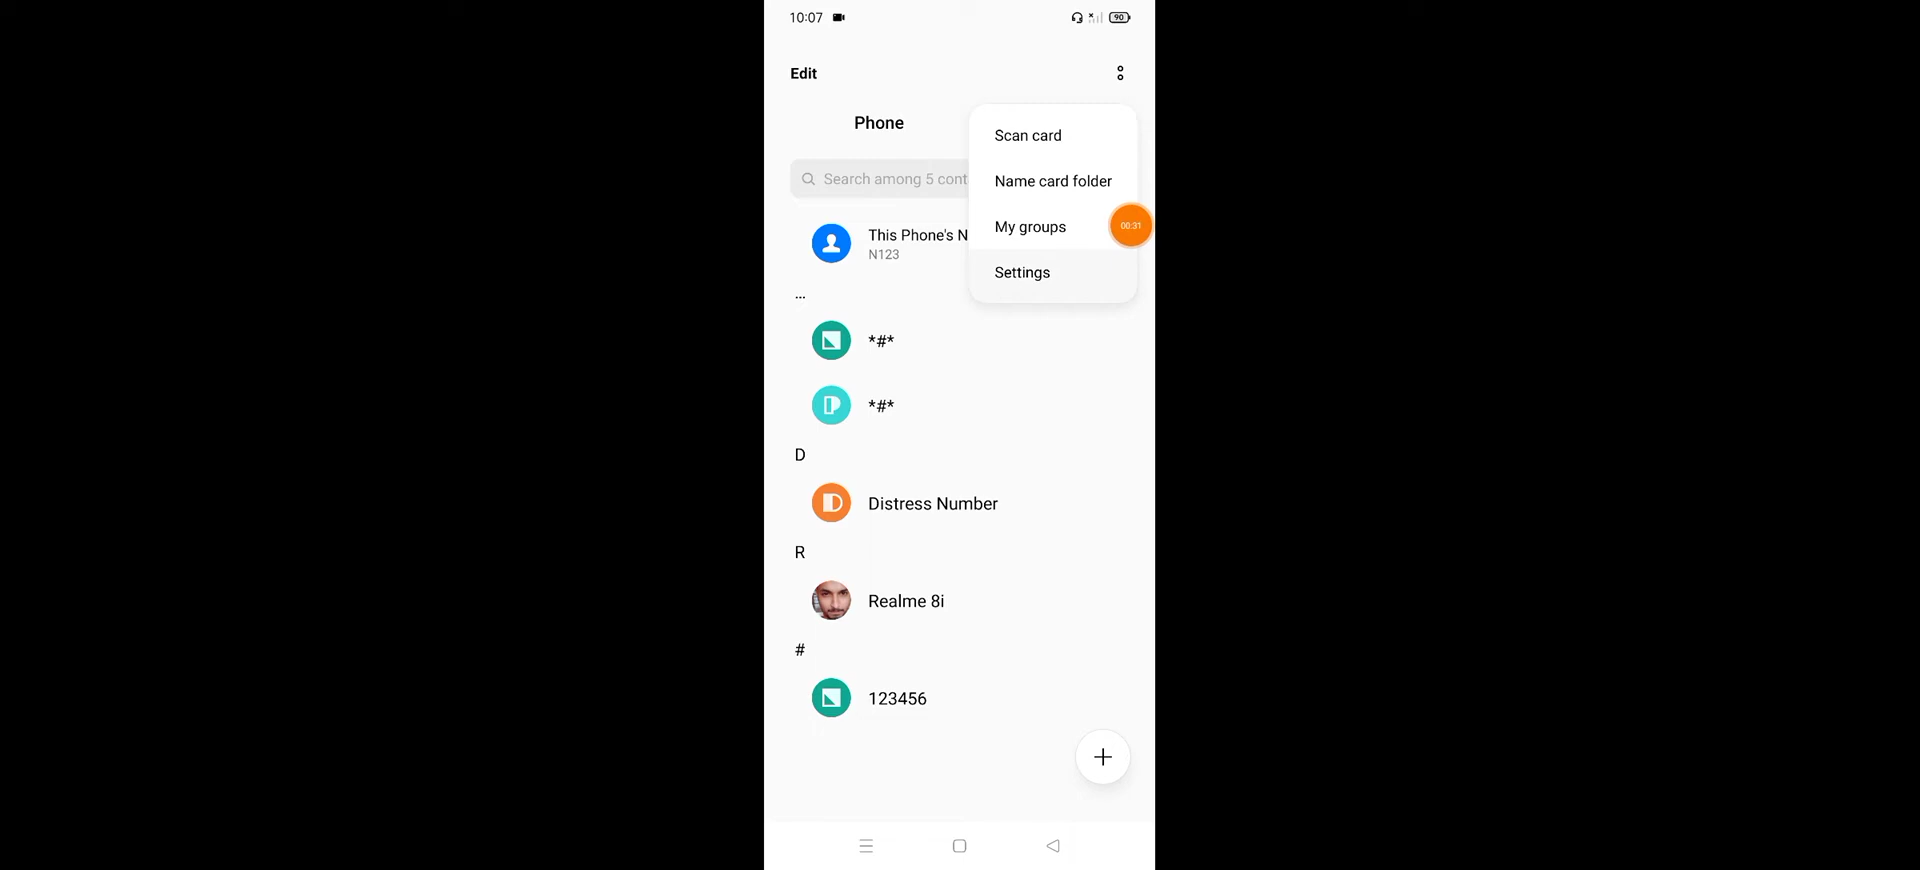 10:07
90
Edit
Phone
Scan card
Search among 5 cont
Name card folder
This Phone's N
My groups
00:31
N123
Settings
...
*#*
*#*
D
Distress Number
R
Realme 8i
#
123456